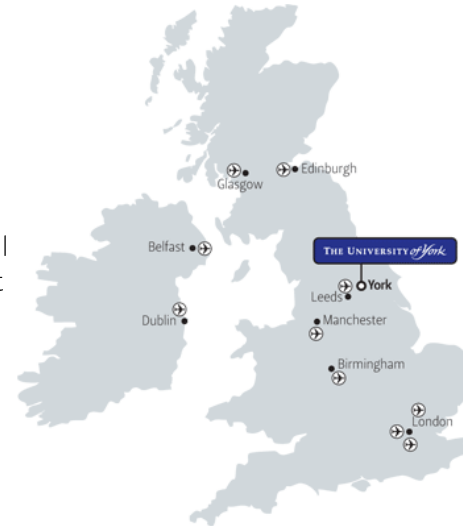 Glasgow
Edinburgh
Belfast
THE UNIVERSITY of York
York
Leeds
Dublin
Manchester
Birmingham
London